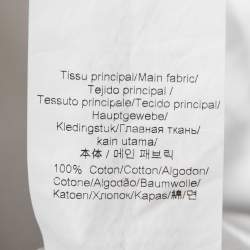 Tissu principal/Main fabric/
Tejido principal/
Tessuto principale/Tecido principal/
Hauptgewebe/
Kledingstuk/Главная ткань/
kain utama/
本体 / 메인 패브릭
100% Coton/Cotton/Algodon/
Cotone/Algodão/Baumwolle/
Katoen/Хлопок/Kapas/綿/면